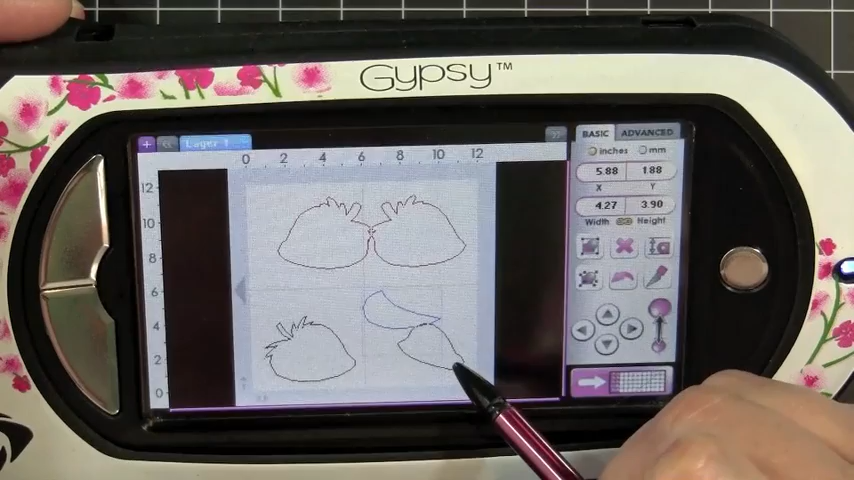 Gypsy™
+ Layer 1
BASIC ADVANCED
inches mm
5.88 1.88
X Y
4.27 3.90
Width Height
0 2 4 6 8 10 12
12
10
8
6
4
2
0